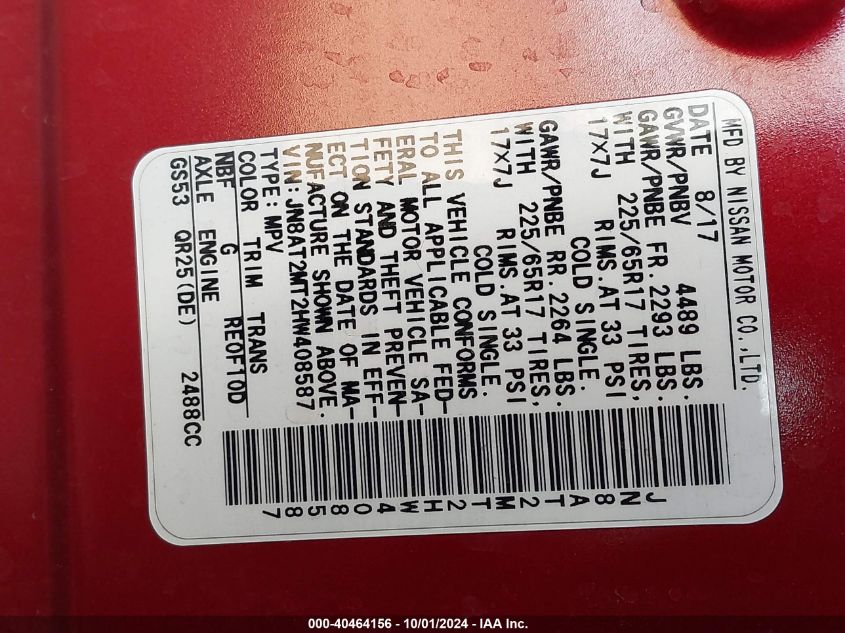 MFD BY NISSAN MOTOR CO.,LTD.
DATE 8/17
GVWR/PNBV 4489 LBS.
GAWR/PNBE FR. 2293 LBS.
WITH 225/65R17 TIRES,
17X7J RIMS.AT 33 PSI
COLD SINGLE.
GAWR/PNBE RR. 2264 LBS.
WITH 225/65R17 TIRES,
17X7J RIMS.AT 33 PSI
COLD SINGLE.
THIS VEHICLE CONFORMS
TO ALL APPLICABLE FED-
ERAL MOTOR VEHICLE SA-
FETY AND THEFT PREVEN-
TION STANDARDS IN EFF-
ECT ON THE DATE OF MA-
NUFACTURE SHOWN ABOVE.
VIN:JN8AT2MT2HW408587
TYPE:MPV
COLOR TRIM TRANS
NBF G RE0F10D
AXLE ENGINE
GS53 QR25(DE) 2488CC
JN8AT2MT2HW408587
000-40464156 - 10/01/2024 - IAA Inc.